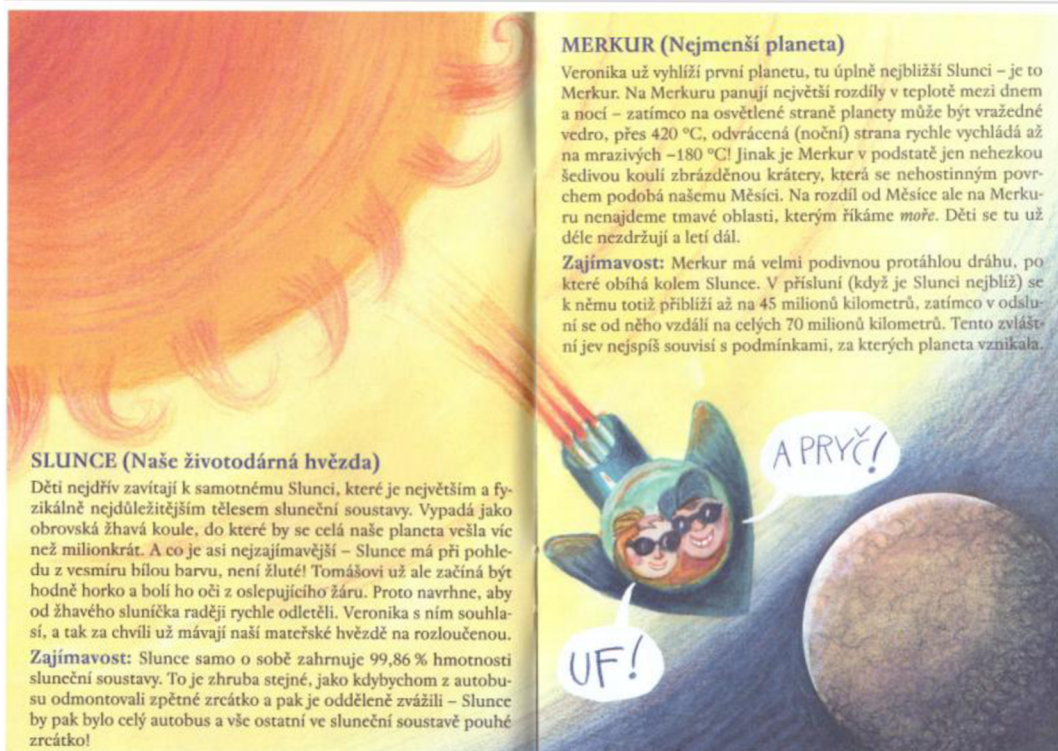 SLUNCE (Naše životodárná hvězda)
Děti nejdřív zavítají k samotnému Slunci, které je největším a fy-
zikálně nejdůležitějším tělesem sluneční soustavy. Vypadá jako
obrovská žhavá koule, do které by se celá naše planeta vešla víc
než milionkrát. A co je asi nejzajímavější – Slunce má při pohle-
du z vesmíru bílou barvu, není žluté! Tomášovi už ale začíná být
hodně horko a bolí ho oči z oslepujícího žáru. Proto navrhne, aby
od žhavého sluníčka raději rychle odletěli. Veronika s ním souhla-
sí, a tak za chvíli už mávají naší mateřské hvězdě na rozloučenou.
Zajímavost: Slunce samo o sobě zahrnuje 99,86 % hmotnosti
sluneční soustavy. To je zhruba stejné, jako kdybychom z autobu-
su odmontovali zpětné zrcátko a pak je odděleně zvážili – Slunce
by pak bylo celý autobus a vše ostatní ve sluneční soustavě pouhé
zrcátko!
MERKUR (Nejmenší planeta)
Veronika už vyhlíží první planetu, tu úplně nejbližší Slunci – je to
Merkur. Na Merkuru panují největší rozdíly v teplotě mezi dnem
a nocí – zatímco na osvětlené straně planety může být vražedné
vedro, přes 420 °C, odvrácená (noční) strana rychle vychládá až
na mrazivých –180 °C! Jinak je Merkur v podstatě jen nehezkou
šedivou koulí zbrázděnou krátery, která se nehostinným povr-
chem podobá našemu Měsíci. Na rozdíl od Měsíce ale na Merku-
ru nenajdeme tmavé oblasti, kterým říkáme moře. Děti se tu už
déle nezdržují a letí dál.
Zajímavost: Merkur má velmi podivnou protáhlou dráhu, po
které obíhá kolem Slunce. V přísluní (když je Slunci nejblíž) se
k němu totiž přiblíží až na 45 milionů kilometrů, zatímco v odslu-
ní se od něho vzdálí na celých 70 milionů kilometrů. Tento zvlášt-
ní jev nejspíš souvisí s podmínkami, za kterých planeta vznikala.
A PRYČ!
UF!